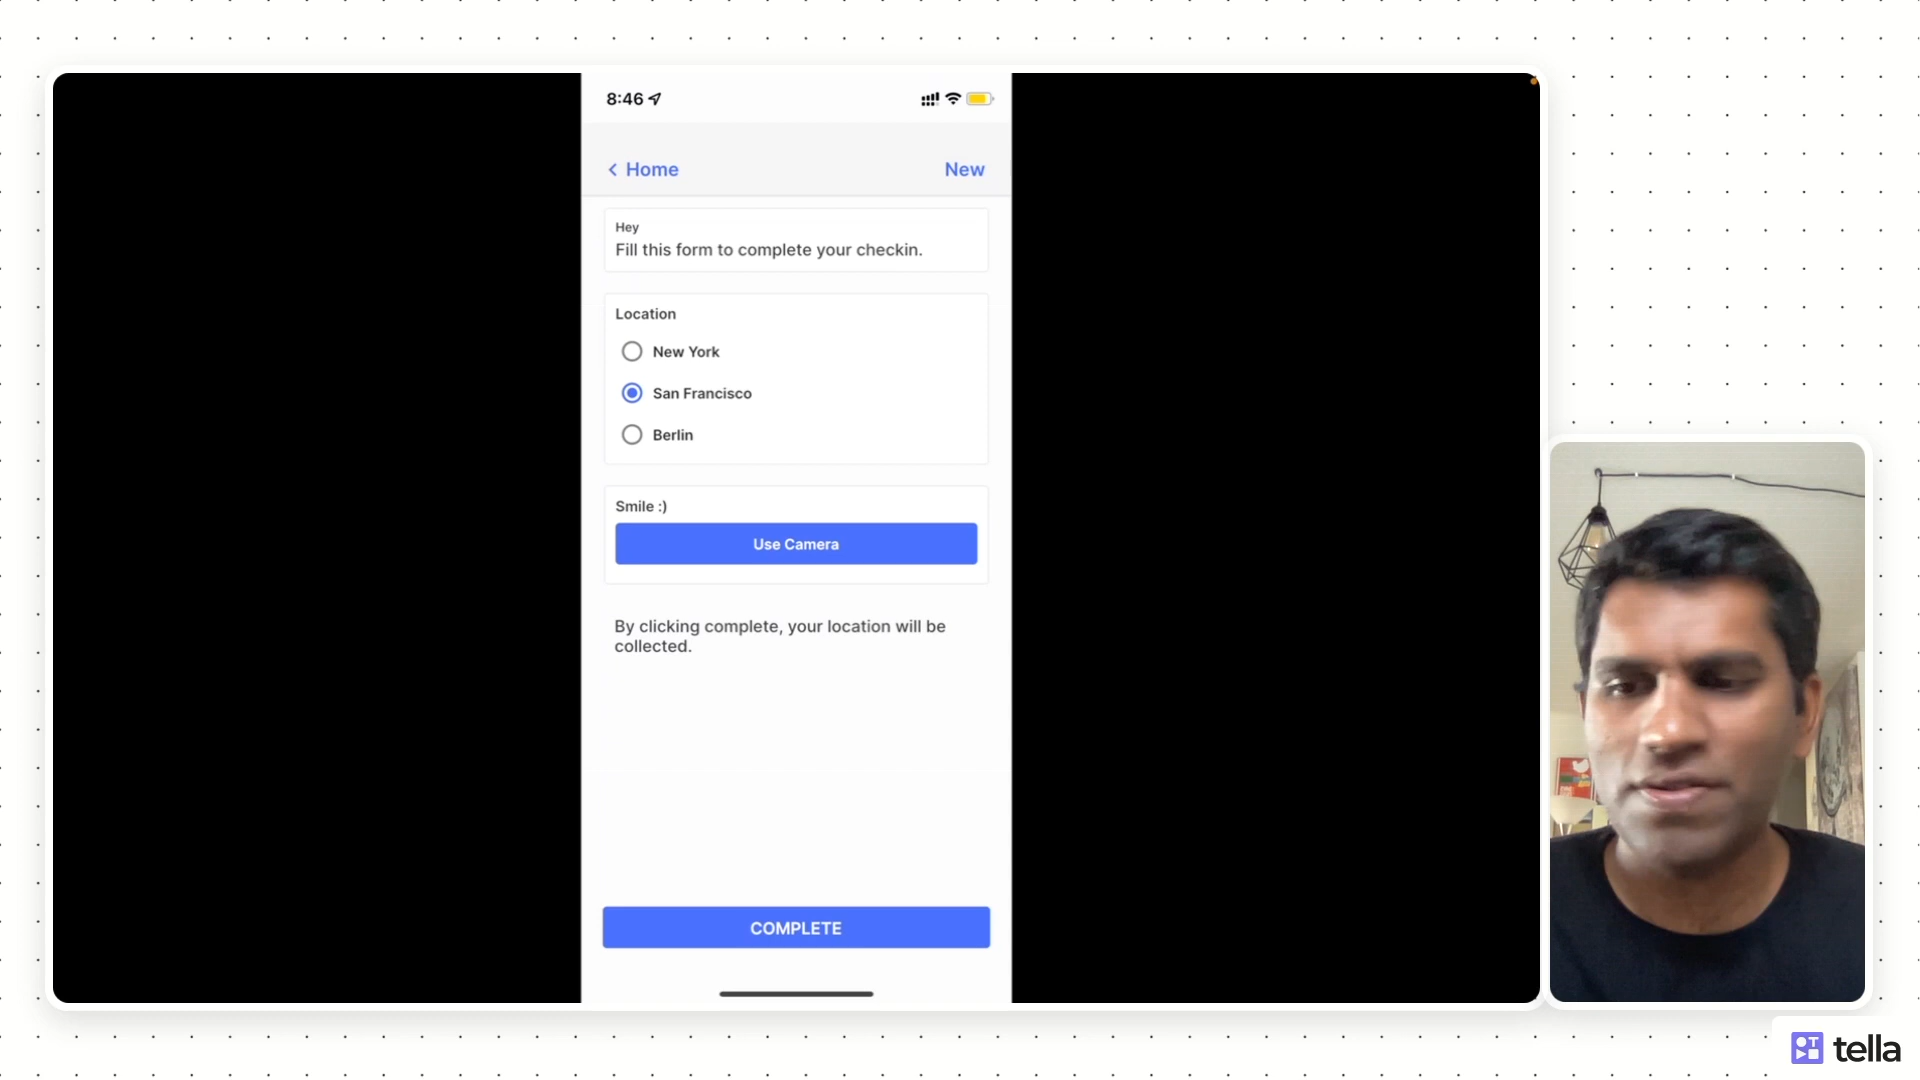 8:46
Home
New
Hey
Fill this form to complete your checkin.
Location
New York
San Francisco
Berlin
Smile :)
Use Camera
By clicking complete, your location will be
collected.
COMPLETE
tella